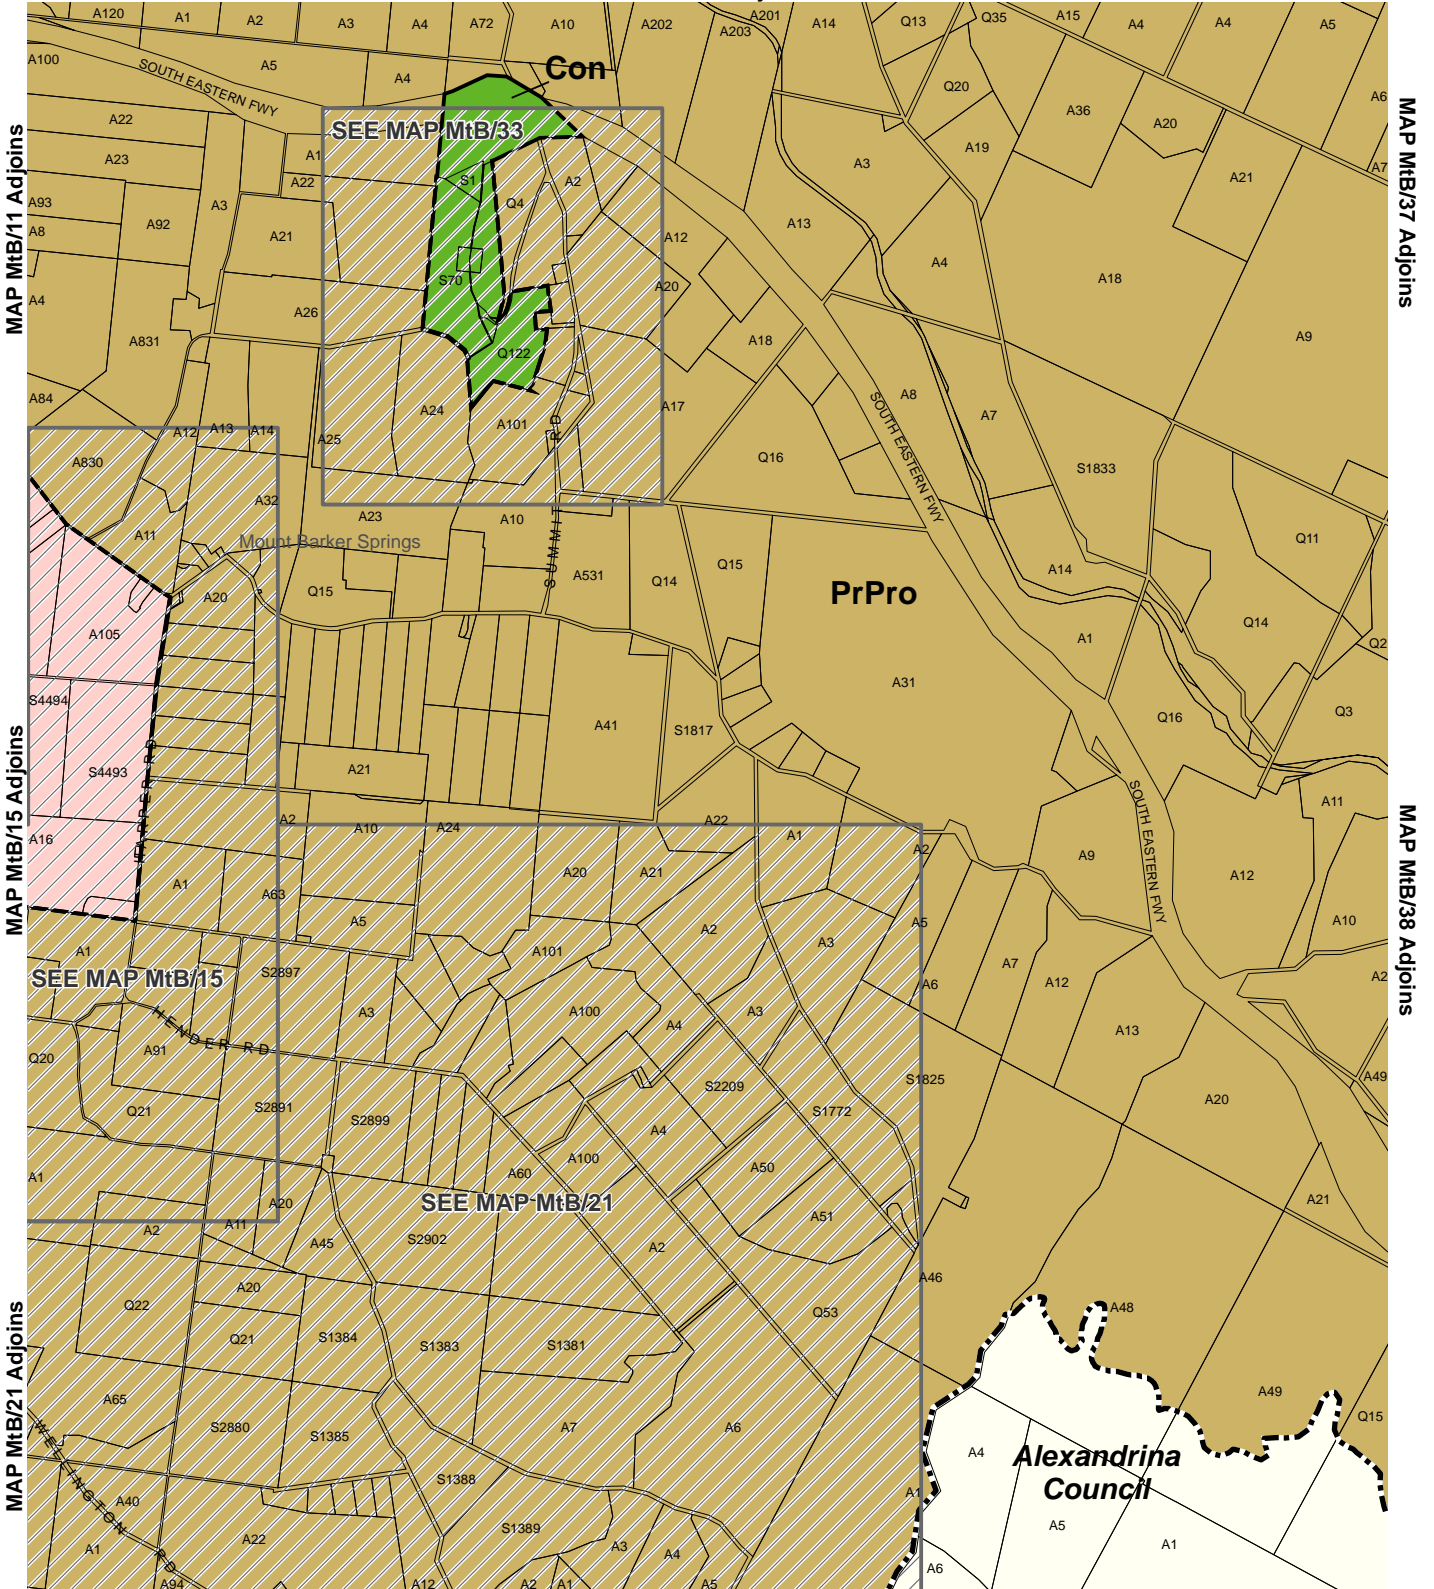 A120
A1
A2
A3
A4
A72
A10
A202
A201
A203
A14
Q13
Q35
A15
A4
A4
A5
A100
A5
A4
Con
SOUTH EASTERN FWY
Q20
A36
A20
A6
A22
SEE MAP MtB/33
A23
A1
A3
A19
A7
A22
S1
A2
A21
A93
A92
A3
Q4
A8
A21
A12
A13
A4
A18
S70
A20
A4
A26
A831
Q122
A18
A9
A84
A24
A17
A8
A7
A101
A12
A13
A14
A25
SOUTH EASTERN FWY
A830
Q16
S1833
A32
A23
A10
SUMMIT RD
A11
Mount Barker Springs
Q11
A20
Q15
A531
Q14
Q15
PrPro
A14
A105
A1
Q14
Q2
S4494
A31
A41
S1817
Q16
Q3
S4493
A21
HARPER RD
SOUTH EASTERN FWY
A11
A16
A2
A10
A24
A22
A1
A2
A9
A12
A1
A63
A20
A21
A5
A2
A5
A10
A1
A101
A3
A7
SEE MAP MtB/15
S2897
A6
A12
A2
A3
A100
A4
A3
A13
HENDER RD
Q20
A91
S2209
S1825
A49
Q21
S2891
S2899
A4
S1772
A20
A1
A60
A100
A50
A20
SEE MAP MtB/21
A21
A2
A11
A45
S2902
A2
A51
A20
A46
Q22
Q53
A48
Q21
S1384
S1383
S1381
A65
A49
Q15
S2880
S1385
A7
A6
A4
Alexandrina
Council
WELLINGTON RD
S1388
A1
A40
A22
S1389
A5
A1
A1
A3
A4
A6
A94
A12
A2
A1
A5
MAP MtB/11 Adjoins
MAP MtB/15 Adjoins
MAP MtB/21 Adjoins
MAP MtB/37 Adjoins
MAP MtB/38 Adjoins